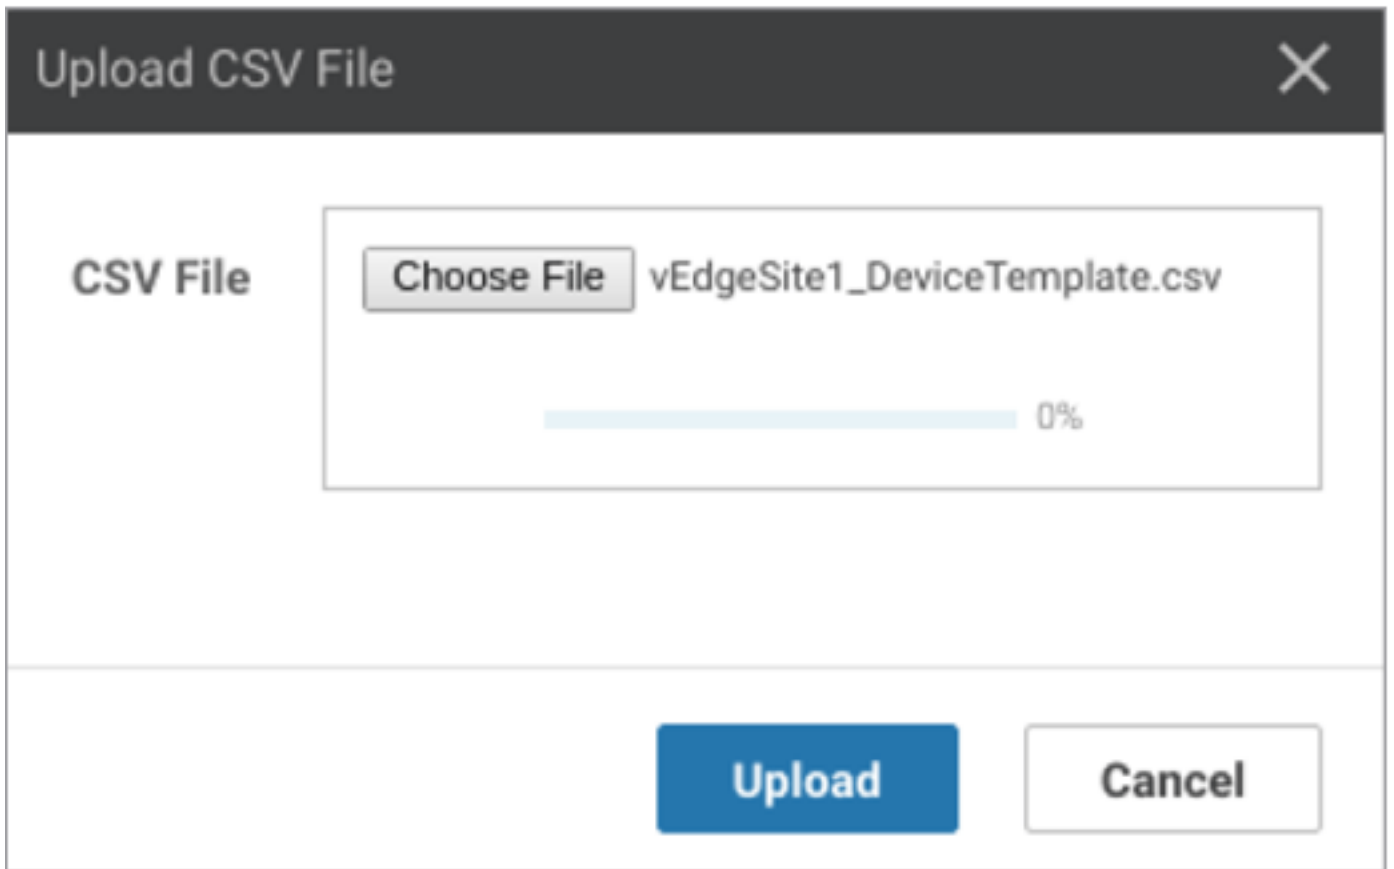 Upload CSV File
CSV File
Choose File vEdgeSite1_DeviceTemplate.csv
0%
Upload
Cancel